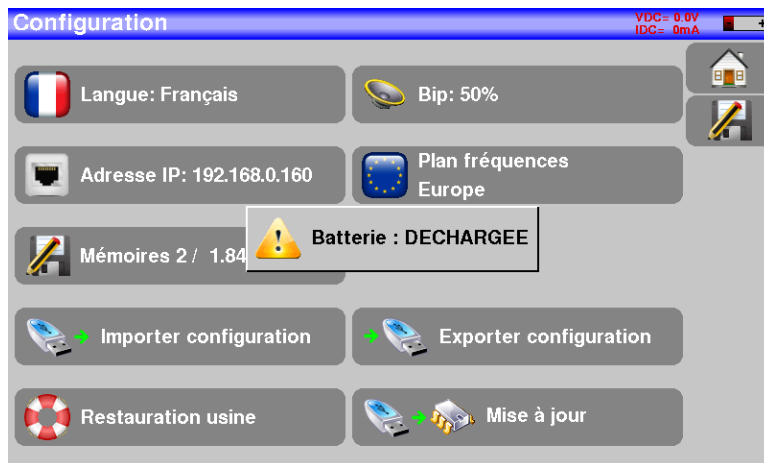 Configuration
VDC= 0.0V
IDC= 0mA
+
Langue: Français
Bip: 50%
Adresse IP: 192.168.0.160
Plan fréquences
Europe
Batterie : DECHARGEE
Mémoires 2 / 1.84
Importer configuration
Exporter configuration
Restauration usine
Mise à jour